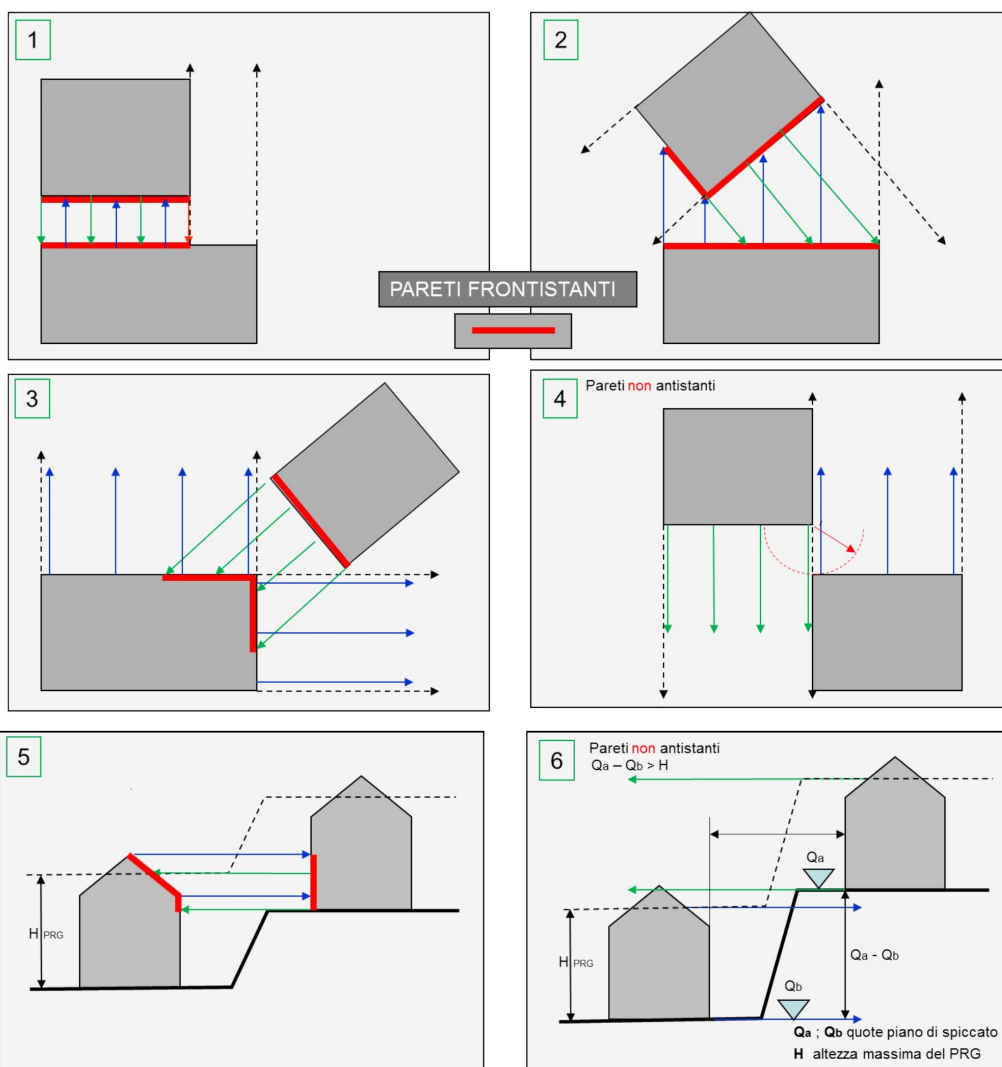 1
2
PARETI FRONTISTANTI
3
4
Pareti non antistanti
5
H PRG
6
Pareti non antistanti
Qa – Qb > H
Qa
H PRG
Qa - Qb
Qb
Qa ; Qb quote piano di spiccato
H altezza massima del PRG